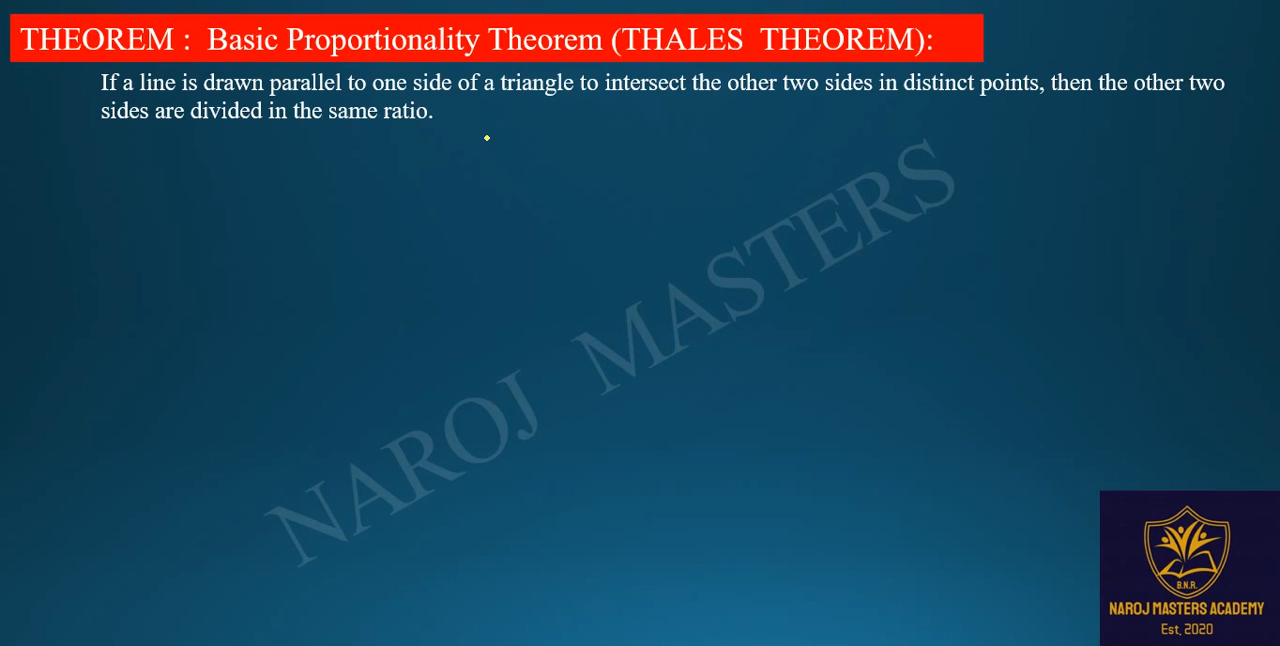 THEOREM : Basic Proportionality Theorem (THALES THEOREM):
If a line is drawn parallel to one side of a triangle to intersect the other two sides in distinct points, then the other two
sides are divided in the same ratio.
NAROJ MASTERS
B.N.R.
NAROJ MASTERS ACADEMY
Est, 2020